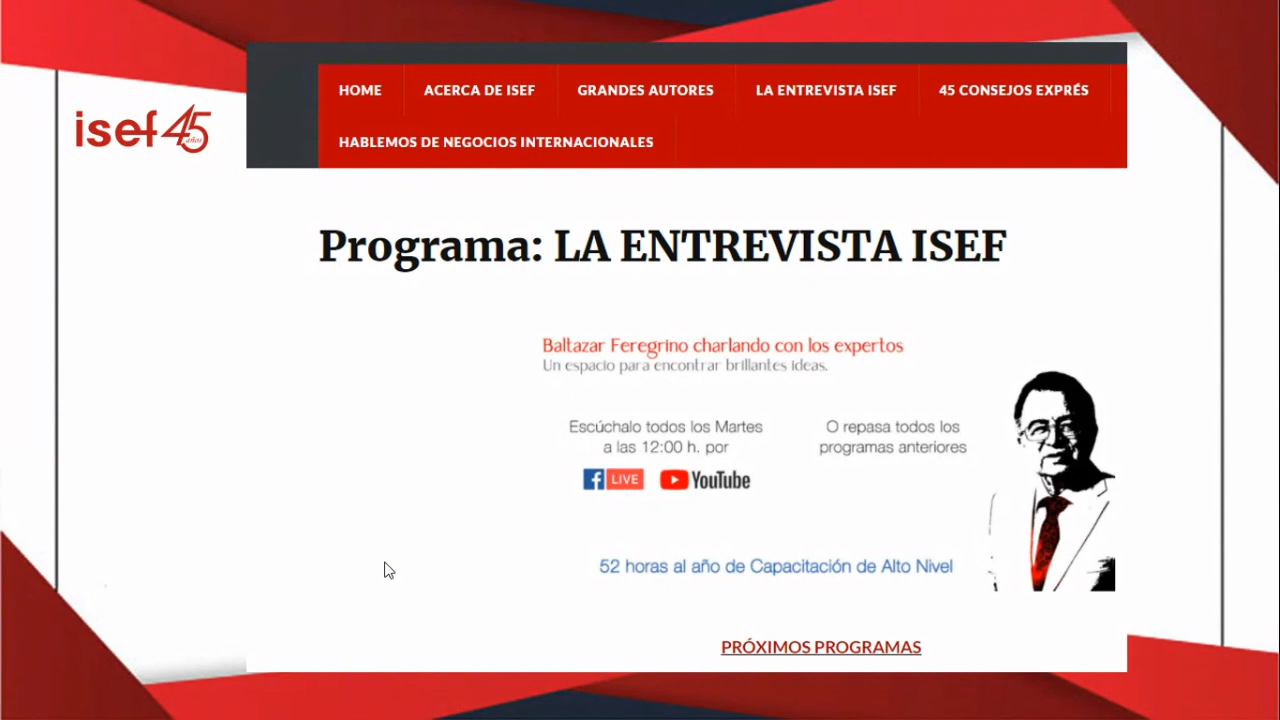 HOME ACERCA DE ISEF GRANDES AUTORES LA ENTREVISTA ISEF 45 CONSEJOS EXPRÉS
HABLEMOS DE NEGOCIOS INTERNACIONALES
isef 45
años
Programa: LA ENTREVISTA ISEF
Baltazar Feregrino charlando con los expertos
Un espacio para encontrar brillantes ideas.
Escúchalo todos los Martes
a las 12:00 h. por
f LIVE YouTube
O repasa todos los
programas anteriores
52 horas al año de Capacitación de Alto Nivel
PRÓXIMOS PROGRAMAS